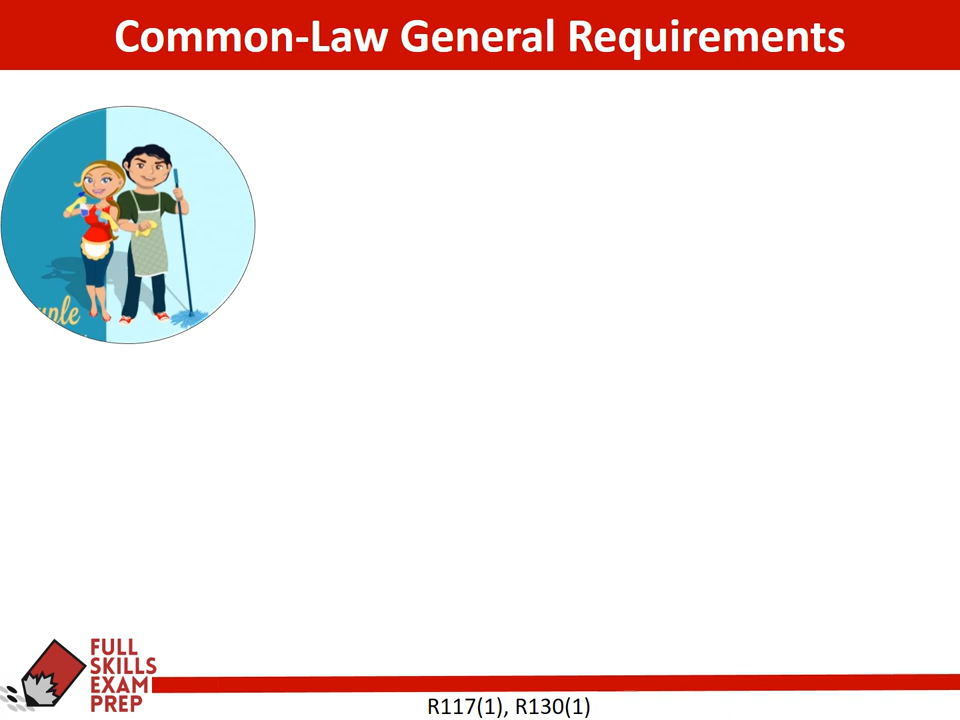 Common-Law General Requirements
FULL
SKILLS
EXAM
PREP
R117(1), R130(1)